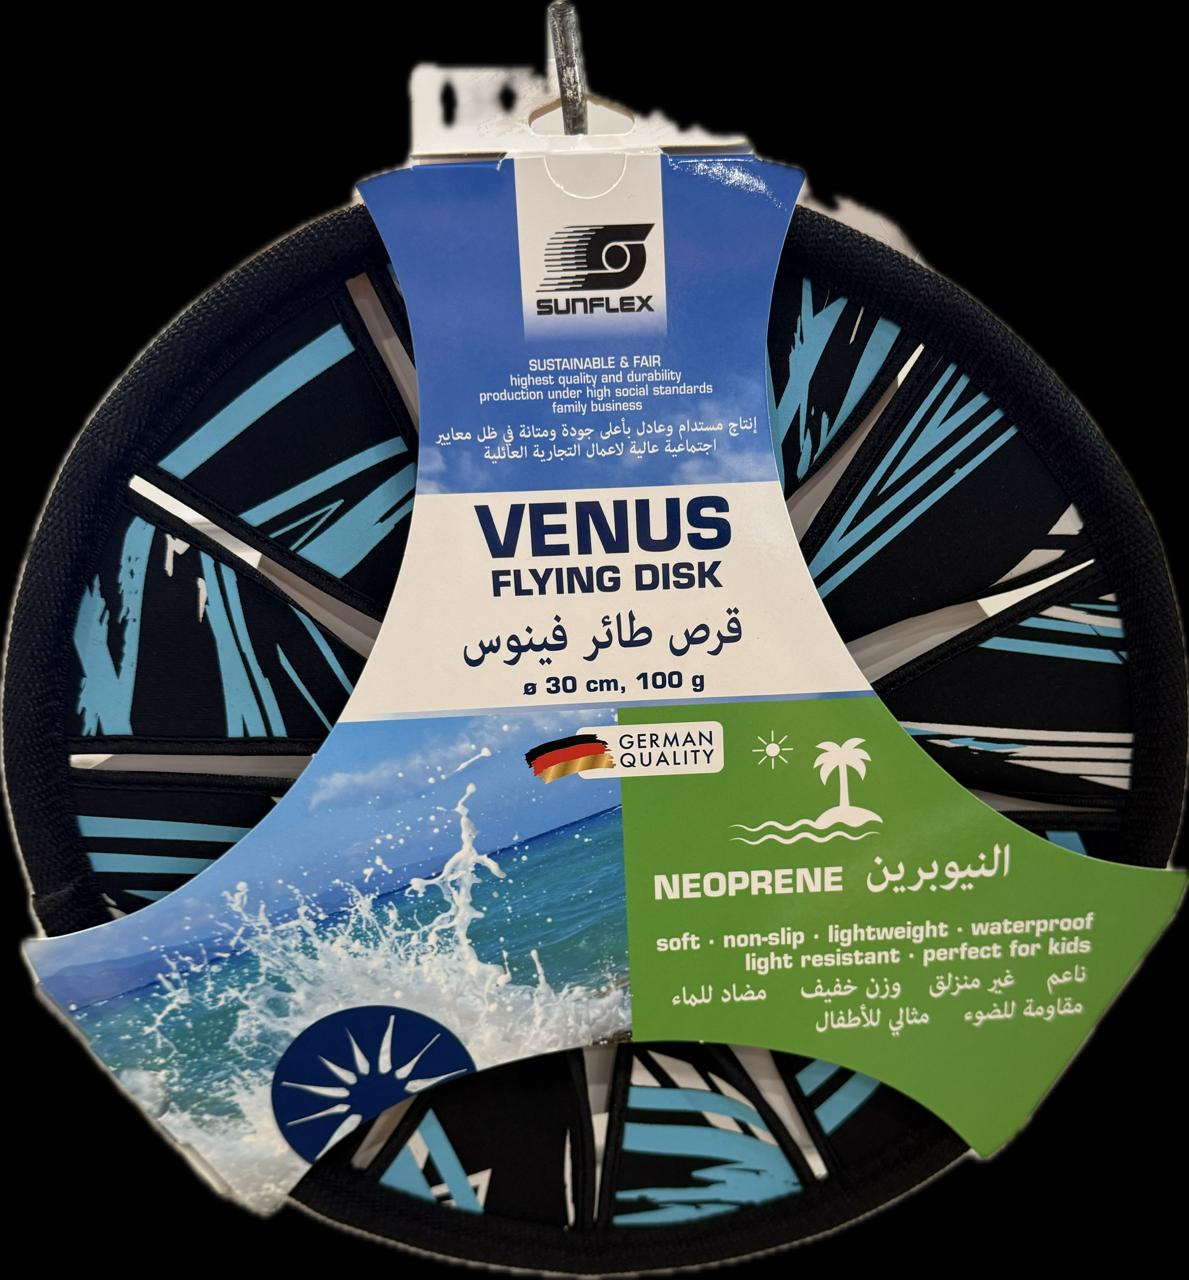 SUNFLEX
SUSTAINABLE & FAIR
highest quality and durability
production under high social standards
family business
إنتاج مستدام وعادل بأعلى جودة ومتانة في ظل معايير
اجتماعية عالية لاعمال التجارية العائلية
VENUS
FLYING DISK
قرص طائر فينوس
ø 30 cm, 100 g
GERMAN
QUALITY
NEOPRENE النيوبرين
soft · non-slip · lightweight · waterproof
light resistant · perfect for kids
ناعم غير منزلق وزن خفيف مضاد للماء
مقاومة للضوء مثالي للأطفال